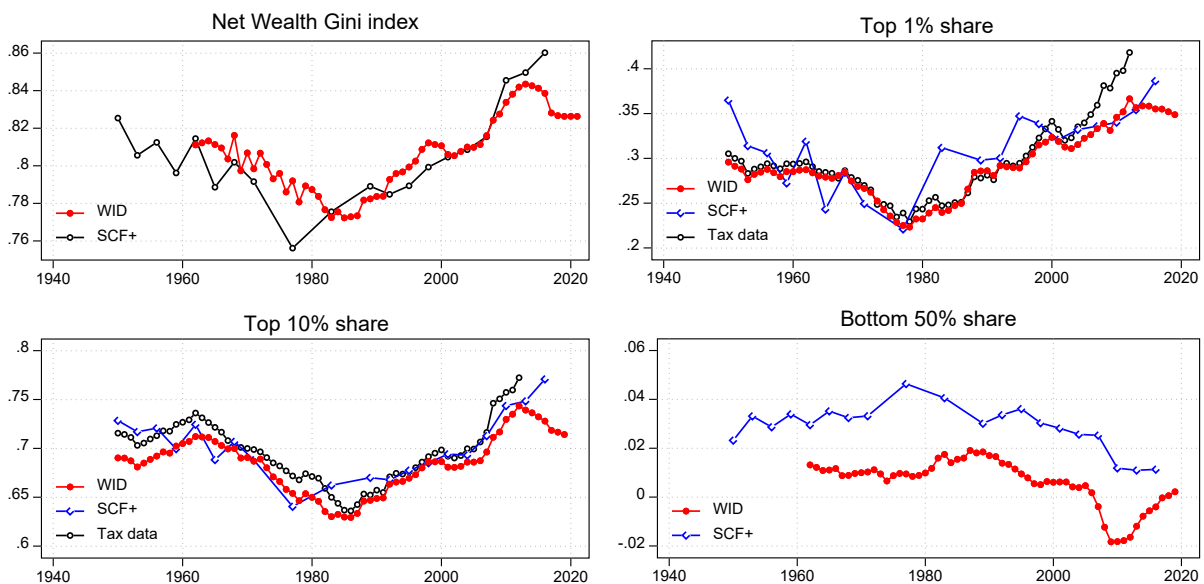 Net Wealth Gini index
.86
.84
.82
.8
.78
.76
WID
SCF+
1940 1960 1980 2000 2020
Top 1% share
.4
.35
.3
.25
.2
WID
SCF+
Tax data
1940 1960 1980 2000 2020
Top 10% share
.8
.75
.7
.65
.6
WID
SCF+
Tax data
1940 1960 1980 2000 2020
Bottom 50% share
.06
.04
.02
0
-.02
WID
SCF+
1940 1960 1980 2000 2020